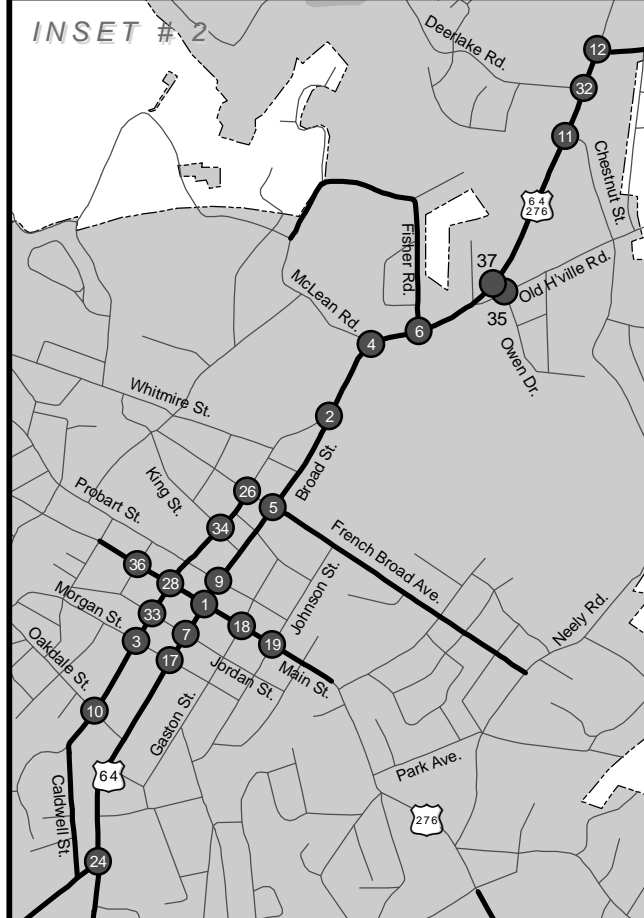 INSET # 2
Deerlake Rd.
12
32
11
Chestnut St.
64
276
Fisher Rd.
37
Old H'ville Rd.
35
McLean Rd.
6
4
Owen Dr.
Whitmire St.
2
Broad St.
King St.
26
5
Probart St.
34
French Broad Ave.
36
28
9
Johnson St.
1
Morgan St.
33
18
Neely Rd.
3
7
19
Oakdale St.
17
Jordan St.
Main St.
10
Gaston St.
64
Park Ave.
Caldwell St.
276
24